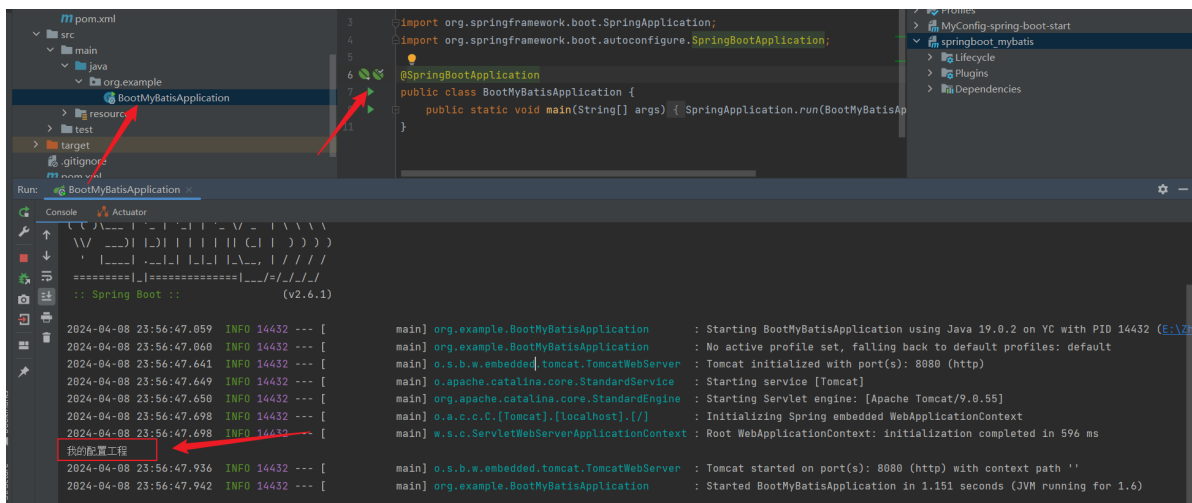 pom.xml
src
main
java
org.example
BootMyBatisApplication
resourc
test
target
.gitignore
pom.xml
3 import org.springframework.boot.SpringApplication;
4 import org.springframework.boot.autoconfigure.SpringBootApplication;
5
6 @SpringBootApplication
7 public class BootMyBatisApplication {
public static void main(String[] args) { SpringApplication.run(BootMyBatisAp
11 }
Profiles
MyConfig-spring-boot-start
springboot_mybatis
Lifecycle
Plugins
Dependencies
Run: BootMyBatisApplication ×
Console Actuator
:: Spring Boot :: (v2.6.1)
2024-04-08 23:56:47.059 INFO 14432 --- [ main] org.example.BootMyBatisApplication : Starting BootMyBatisApplication using Java 19.0.2 on YC with PID 14432 (E:\Zh
2024-04-08 23:56:47.060 INFO 14432 --- [ main] org.example.BootMyBatisApplication : No active profile set, falling back to default profiles: default
2024-04-08 23:56:47.641 INFO 14432 --- [ main] o.s.b.w.embedded.tomcat.TomcatWebServer : Tomcat initialized with port(s): 8080 (http)
2024-04-08 23:56:47.649 INFO 14432 --- [ main] o.apache.catalina.core.StandardService : Starting service [Tomcat]
2024-04-08 23:56:47.650 INFO 14432 --- [ main] org.apache.catalina.core.StandardEngine : Starting Servlet engine: [Apache Tomcat/9.0.55]
2024-04-08 23:56:47.698 INFO 14432 --- [ main] o.a.c.c.C.[Tomcat].[localhost].[/] : Initializing Spring embedded WebApplicationContext
2024-04-08 23:56:47.698 INFO 14432 --- [ main] w.s.c.ServletWebServerApplicationContext : Root WebApplicationContext: initialization completed in 596 ms
我的配置工程
2024-04-08 23:56:47.936 INFO 14432 --- [ main] o.s.b.w.embedded.tomcat.TomcatWebServer : Tomcat started on port(s): 8080 (http) with context path ''
2024-04-08 23:56:47.942 INFO 14432 --- [ main] org.example.BootMyBatisApplication : Started BootMyBatisApplication in 1.151 seconds (JVM running for 1.6)